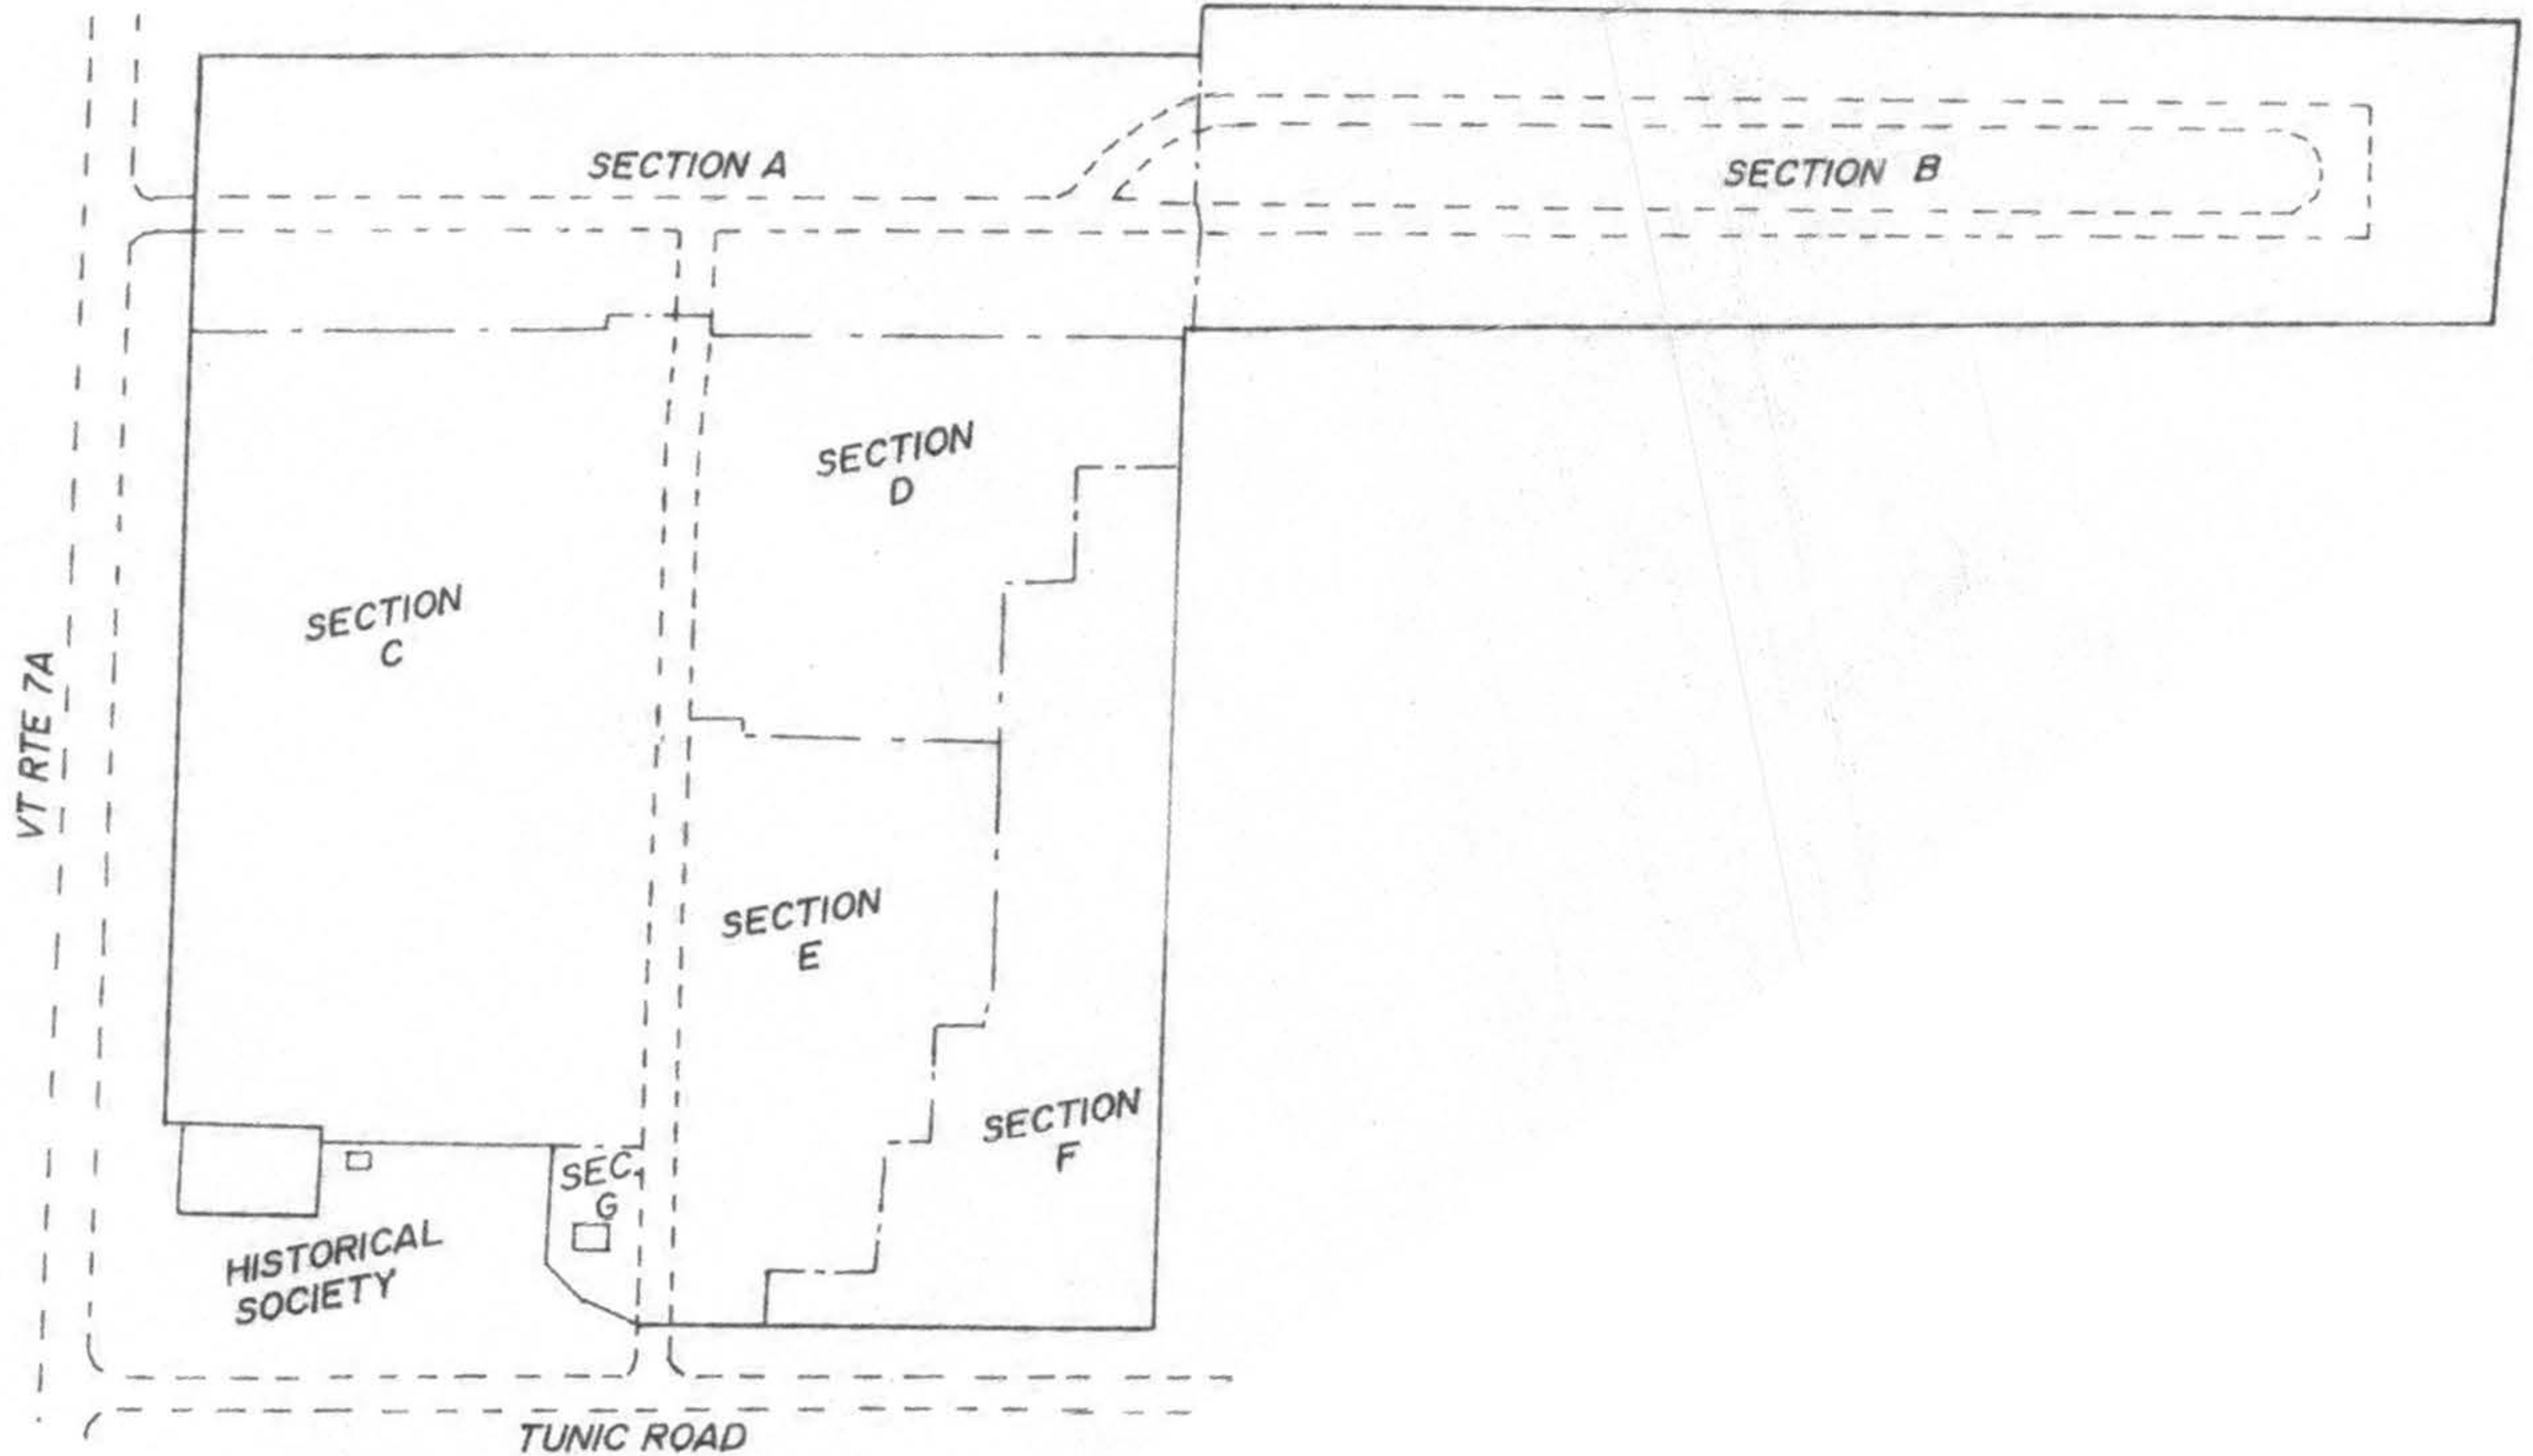 SECTION A
SECTION B
SECTION
D
SECTION
C
VT RTE 7A
SECTION
E
SECTION
F
SEC.
G
HISTORICAL
SOCIETY
TUNIC ROAD